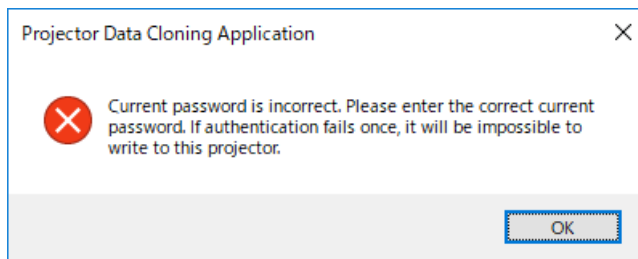 Projector Data Cloning Application
Current password is incorrect. Please enter the correct current
password. If authentication fails once, it will be impossible to
write to this projector.
OK